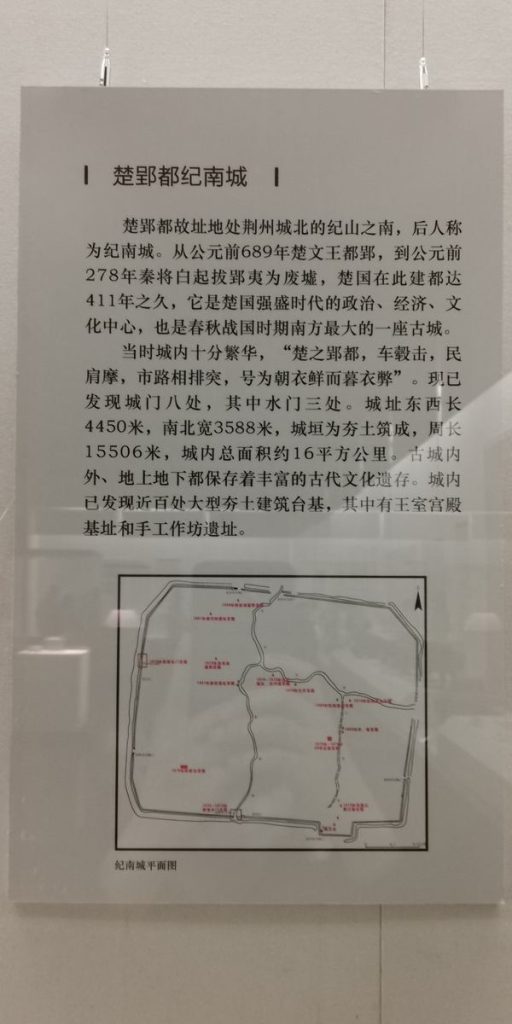 楚郢都纪南城
楚郢都故址地处荆州城北的纪山之南，后人称
为纪南城。从公元前689年楚文王都郢，到公元前
278年秦将白起拔郢夷为废墟，楚国在此建都达
411年之久，它是楚国强盛时代的政治、经济、文
化中心，也是春秋战国时期南方最大的一座古城。
当时城内十分繁华，“楚之郢都，车毂击，民
肩摩，市路相排突，号为朝衣鲜而暮衣弊”。现已
发现城门八处，其中水门三处。城址东西长
4450米，南北宽3588米，城垣为夯土筑成，周长
15506米，城内总面积约16平方公里。古城内
外、地上地下都保存着丰富的古代文化遗存。城内
已发现近百处大型夯土建筑台基，其中有王室宫殿
基址和手工作坊遗址。
纪南城平面图